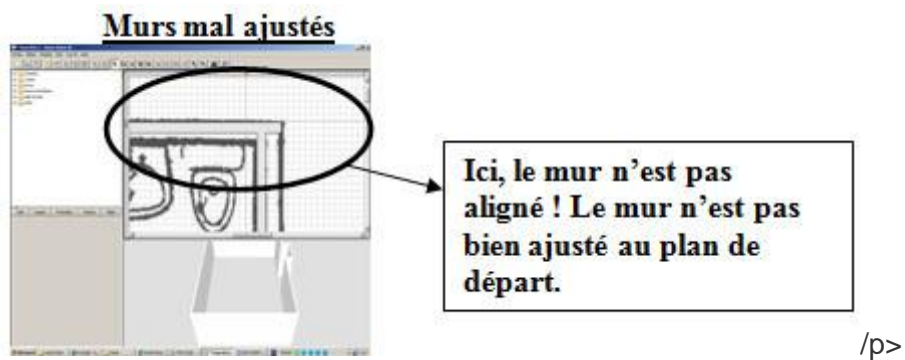 Murs mal ajustés
Ici, le mur n’est pas
aligné ! Le mur n’est pas
bien ajusté au plan de
départ.
/p>